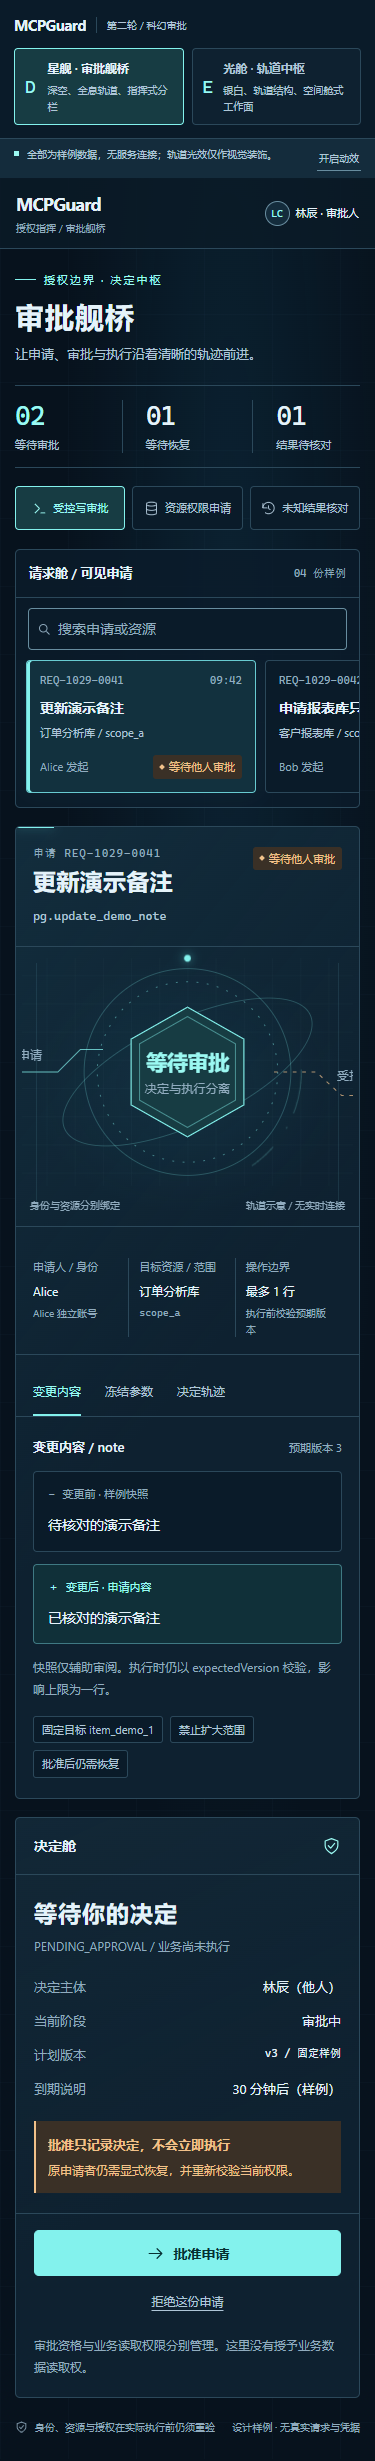 MCPGuard 第二轮 / 科幻审批
D 星舰 · 审批舰桥
深空、全息轨道、指挥式分
栏
E 光舱 · 轨道中枢
银白、轨道结构、空间舱式
工作面
全部为样例数据，无服务连接；轨道光效仅作视觉装饰。 开启动效
MCPGuard
授权指挥 / 审批舰桥
LC 林辰 · 审批人
授权边界 · 决定中枢
审批舰桥
让申请、审批与执行沿着清晰的轨迹前进。
02 01 01
等待审批 等待恢复 结果待核对
受控写审批 资源权限申请 未知结果核对
请求舱 / 可见申请 04 份样例
搜索申请或资源
REQ-1029-0041 09:42
更新演示备注
订单分析库 / scope_a
Alice 发起 等待他人审批
REQ-1029-0042
申请报表库只
客户报表库 / sco
Bob 发起
申请 REQ-1029-0041 等待他人审批
更新演示备注
pg.update_demo_note
申请
等待审批
决定与执行分离
受
身份与资源分别绑定 轨道示意 / 无实时连接
申请人 / 身份 目标资源 / 范围 操作边界
Alice 订单分析库 最多 1 行
Alice 独立账号 scope_a 执行前校验预期版
本
变更内容 冻结参数 决定轨迹
变更内容 / note 预期版本 3
− 变更前 · 样例快照
待核对的演示备注
+ 变更后 · 申请内容
已核对的演示备注
快照仅辅助审阅。执行时仍以 expectedVersion 校验，影
响上限为一行。
固定目标 item_demo_1 禁止扩大范围
批准后仍需恢复
决定舱
等待你的决定
PENDING_APPROVAL / 业务尚未执行
决定主体 林辰（他人）
当前阶段 审批中
计划版本 v3 / 固定样例
到期说明 30 分钟后（样例）
批准只记录决定，不会立即执行
原申请者仍需显式恢复，并重新校验当前权限。
批准申请
拒绝这份申请
审批资格与业务读取权限分别管理。这里没有授予业务数
据读取权。
身份、资源与授权在实际执行前仍须重验 设计样例 · 无真实请求与凭据